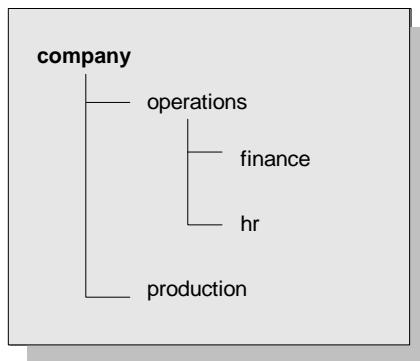 company
operations
finance
hr
production